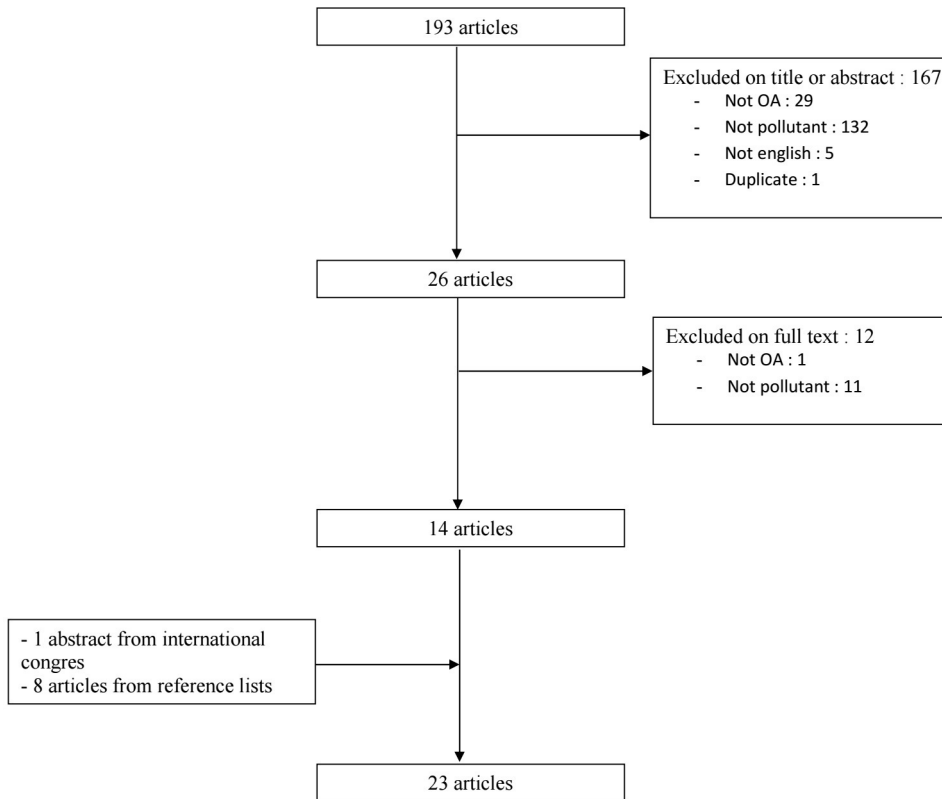 193 articles
Excluded on title or abstract : 167
- Not OA : 29
- Not pollutant : 132
- Not english : 5
- Duplicate : 1
26 articles
Excluded on full text : 12
- Not OA : 1
- Not pollutant : 11
14 articles
- 1 abstract from international
congres
- 8 articles from reference lists
23 articles